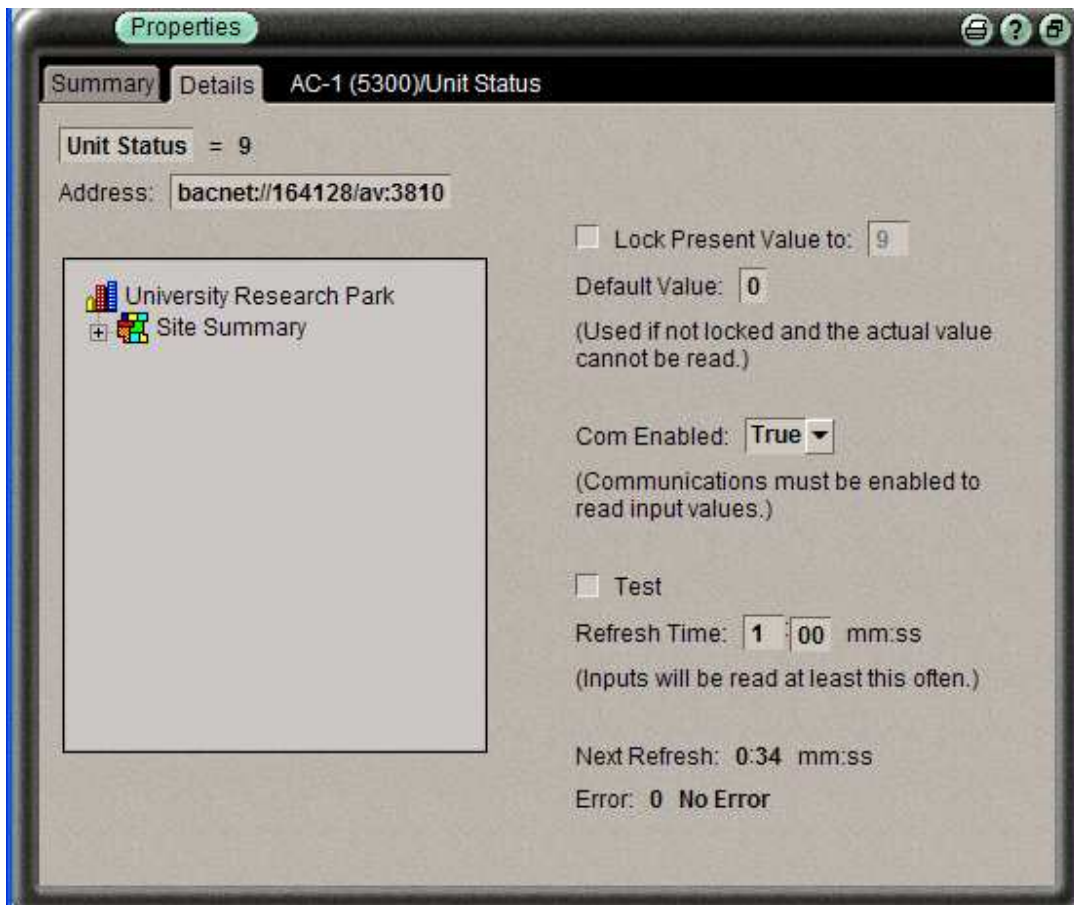 Properties
Summary Details AC-1 (5300)/Unit Status
Unit Status = 9
Address: bacnet://164128/av:3810
University Research Park
Site Summary
Lock Present Value to: 9
Default Value: 0
(Used if not locked and the actual value
cannot be read.)
Com Enabled: True
(Communications must be enabled to
read input values.)
Test
Refresh Time: 1 : 00 mm:ss
(Inputs will be read at least this often.)
Next Refresh: 0:34 mm:ss
Error: 0 No Error